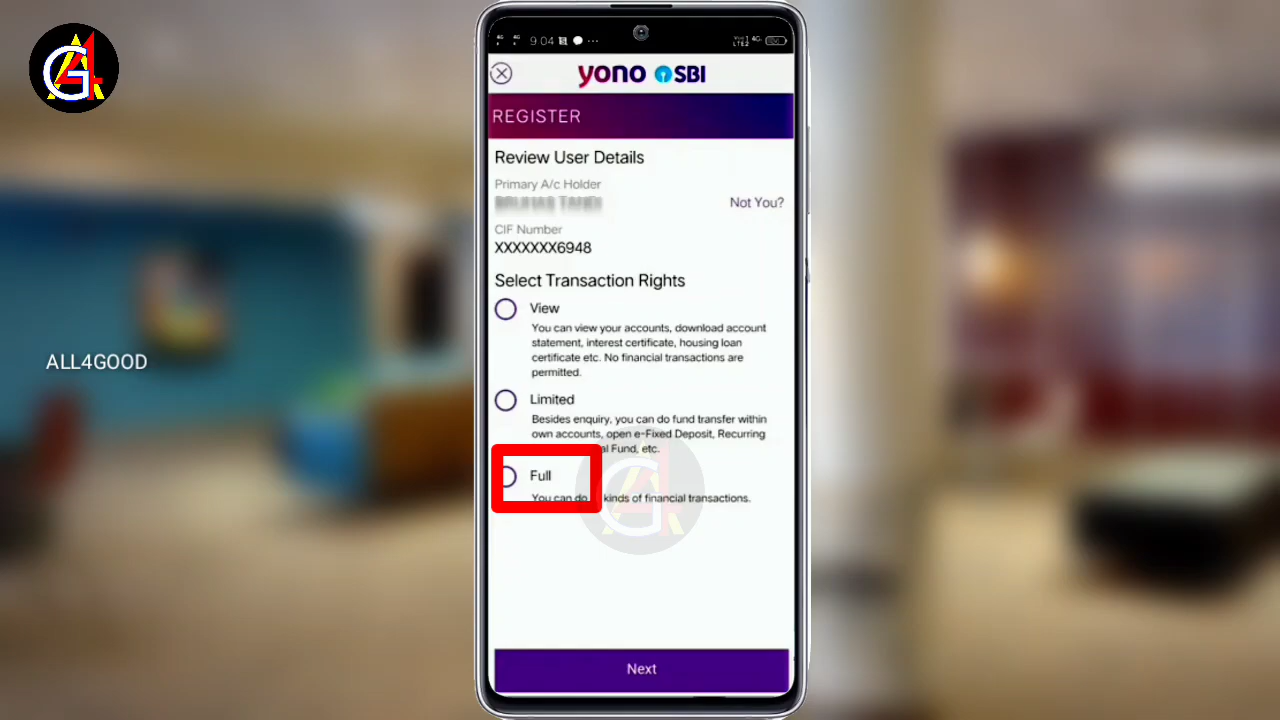 9:04
yono SBI
REGISTER
Review User Details
Primary A/c Holder
Not You?
CIF Number
XXXXXXX6948
Select Transaction Rights
View
You can view your accounts, download account
statement, interest certificate, housing loan
certificate etc. No financial transactions are
permitted.
Limited
Besides enquiry, you can do fund transfer within
own accounts, open e-Fixed Deposit, Recurring
al Fund, etc.
Full
You can do kinds of financial transactions.
Next
ALL4GOOD